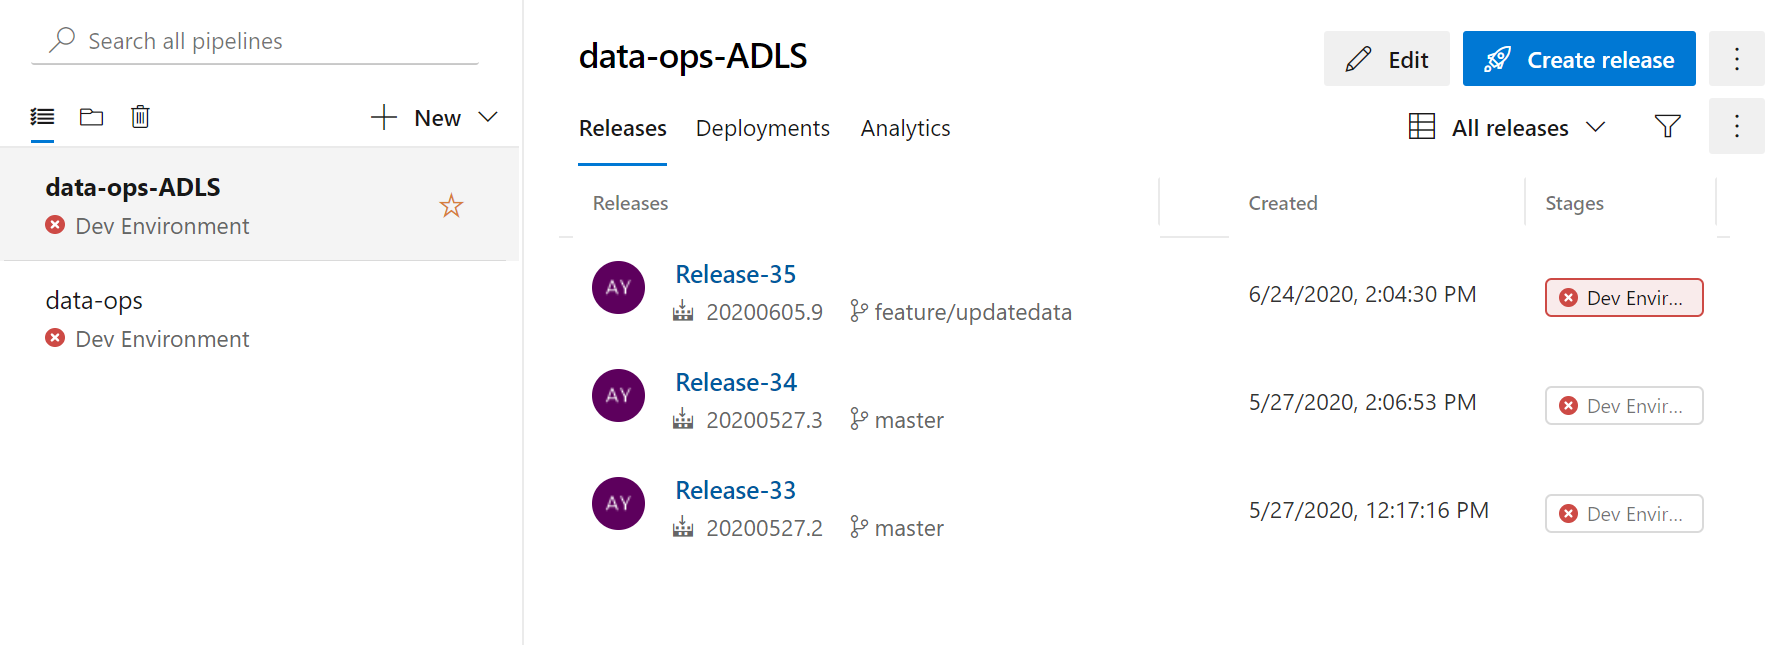 Search all pipelines
New
data-ops-ADLS
Dev Environment
data-ops
Dev Environment
data-ops-ADLS
Edit
Create release
Releases Deployments Analytics
All releases
Releases Created Stages
AY Release-35
20200605.9 feature/updatedata
6/24/2020, 2:04:30 PM
Dev Envir...
AY Release-34
20200527.3 master
5/27/2020, 2:06:53 PM
Dev Envir...
AY Release-33
20200527.2 master
5/27/2020, 12:17:16 PM
Dev Envir...